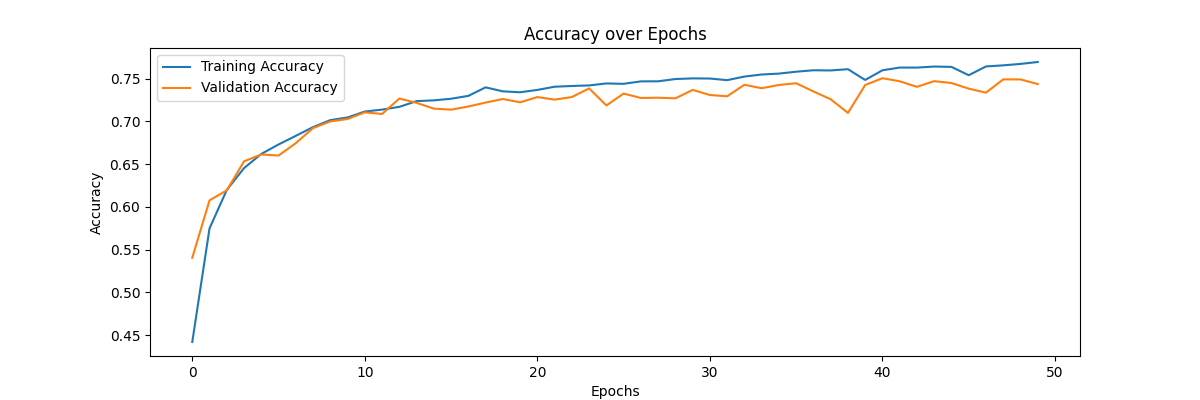 Accuracy over Epochs
Training Accuracy
Validation Accuracy
0.75
0.70
0.65
0.60
0.55
0.50
0.45
Accuracy
0 10 20 30 40 50
Epochs